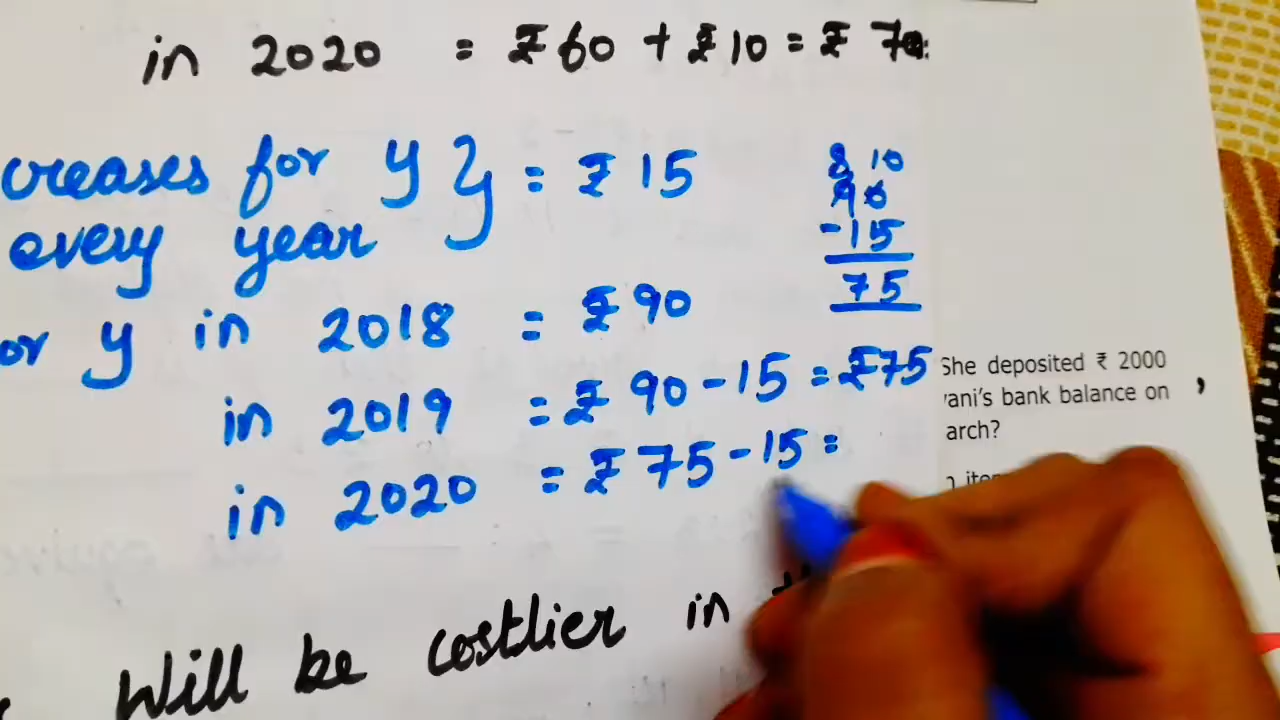 in 2020 = ₹ 60 + ₹ 10 = ₹ 70.
creases for y } = ₹ 15
every year
8 10
90
-15
75
or y in 2018 = ₹ 90
in 2019 = ₹ 90 - 15 = ₹ 75
in 2020 = ₹ 75 - 15 =
She deposited ₹ 2000
vani's bank balance on
arch?
Will be costlier in